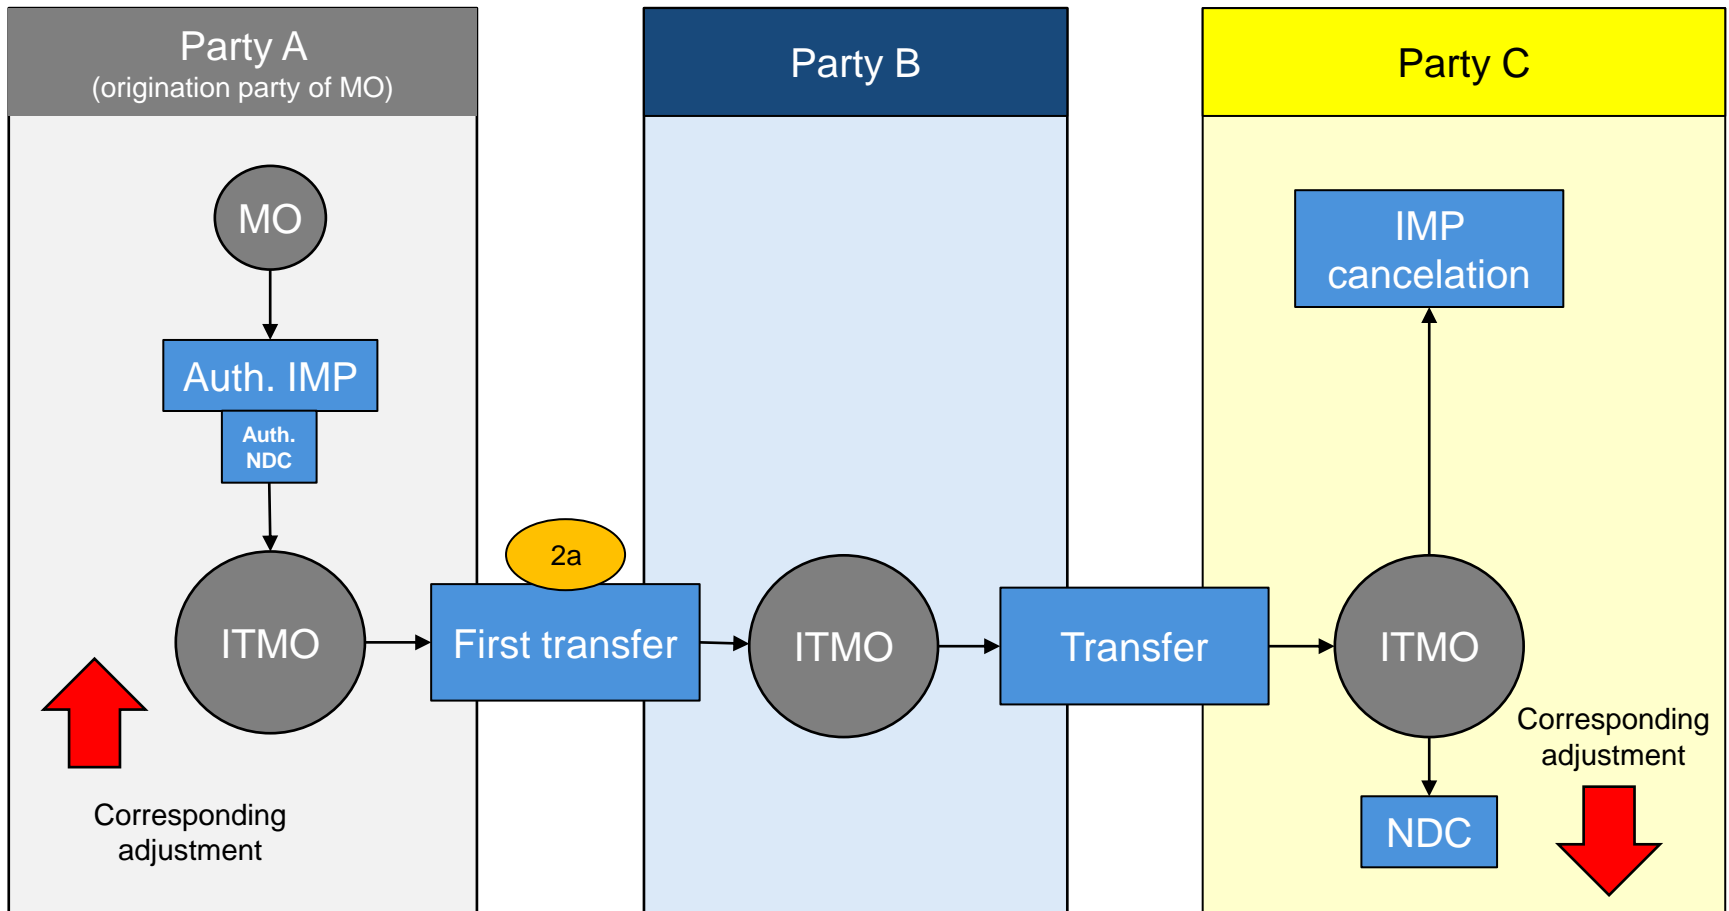 Party A
(origination party of MO)
Party B
Party C
MO
Auth. IMP
Auth.
NDC
ITMO
Corresponding
adjustment
2a
First transfer
ITMO
Transfer
IMP
cancelation
ITMO
NDC
Corresponding
adjustment